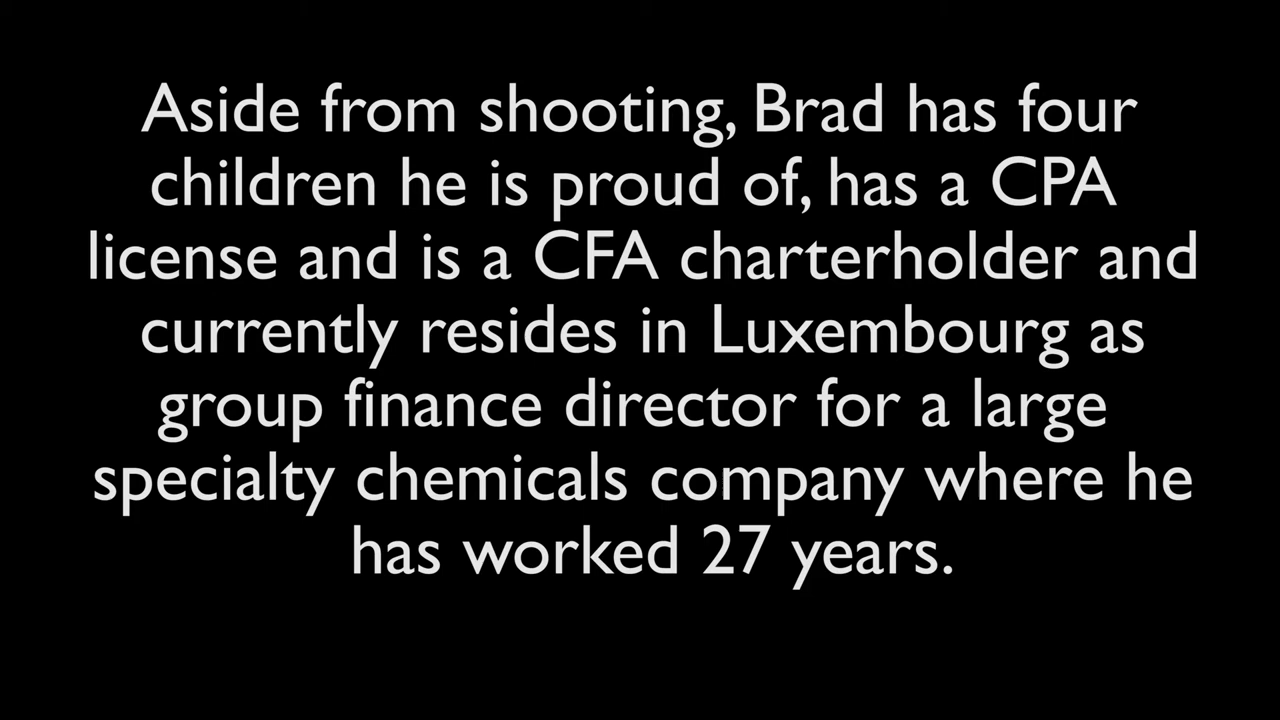 Aside from shooting, Brad has four
children he is proud of, has a CPA
license and is a CFA charterholder and
currently resides in Luxembourg as
group finance director for a large
specialty chemicals company where he
has worked 27 years.